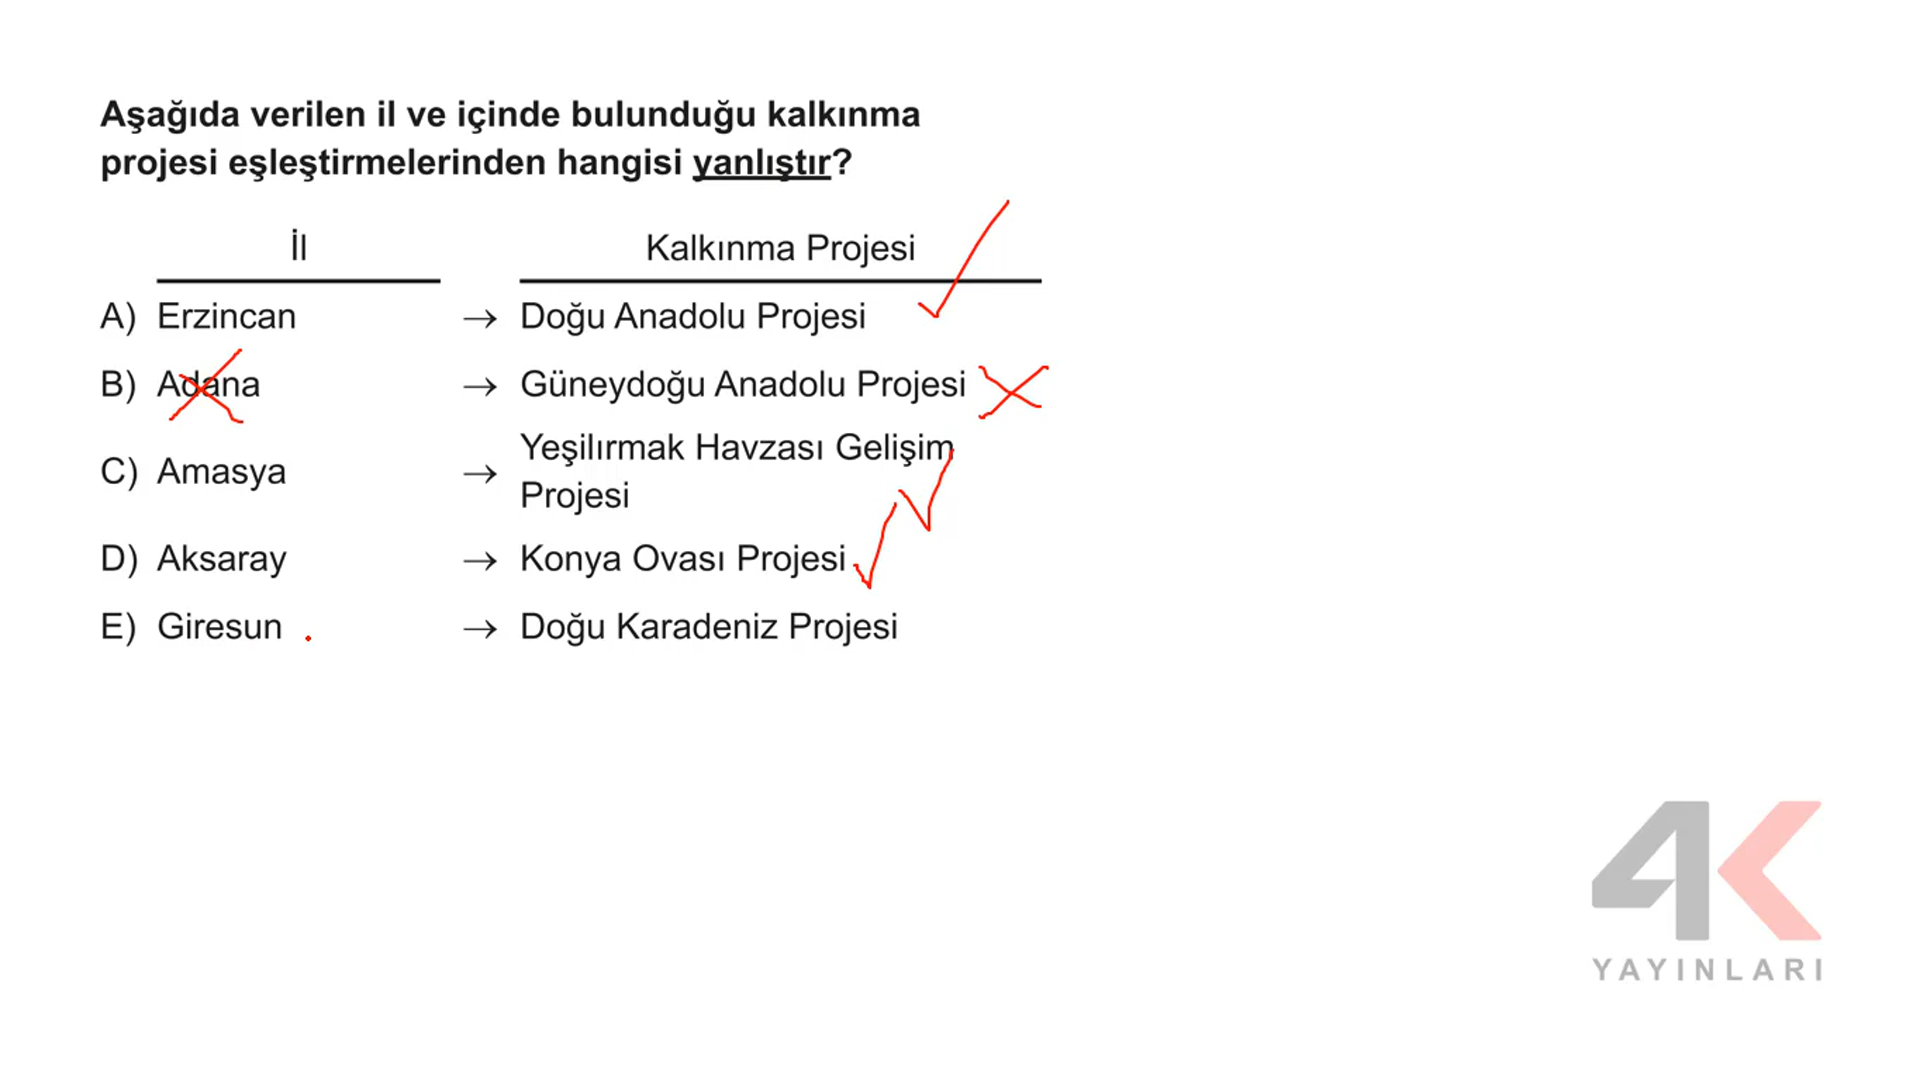 Aşağıda verilen il ve içinde bulunduğu kalkınma
projesi eşleştirmelerinden hangisi yanlıştır?
İl Kalkınma Projesi
A) Erzincan → Doğu Anadolu Projesi
B) Adana → Güneydoğu Anadolu Projesi
C) Amasya → Yeşilırmak Havzası Gelişim
Projesi
D) Aksaray → Konya Ovası Projesi
E) Giresun → Doğu Karadeniz Projesi
4K
YAYINLARI